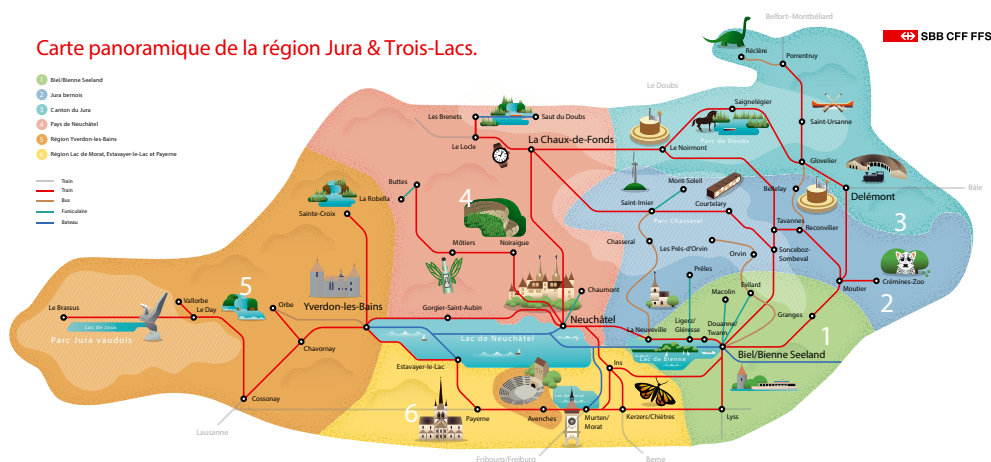 Carte panoramique de la région Jura & Trois-Lacs.
SBB CFF FFS
1 Biel/Bienne Seeland
2 Jura bernois
3 Canton du Jura
4 Pays de Neuchâtel
5 Région Yverdon-les-Bains
6 Région Lac de Morat, Estavayer-le-Lac et Payerne
Train
Train
Bus
Funiculaire
Bateau
Belfort–Montbéliard
Réclère
Porrentruy
Le Doubs
Saignelégier
Les Brenets
Saut du Doubs
Saint-Ursanne
Parc du Doubs
La Chaux-de-Fonds
Le Locle
Le Noirmont
Glovelier
Mont-Soleil
Bellelay
Bâle
Buttes
La Robella
4
Saint-Imier
Courtelary
Delémont
Sainte-Croix
Parc Chasseral
Tavannes
3
Reconvilier
Môtiers
Noiraigue
Chasseral
Les Prés-d'Orvin
Orvin
Sonceboz-
Sombeval
Prêles
Crémines-Zoo
Moutier
5
Chaumont
Macolin
Evilard
2
Le Brassus
Vallorbe
Le Day
Orbe
Yverdon-les-Bains
Gorgier-Saint-Aubin
Neuchâtel
Granges
1
Lac de Joux
Parc Jura vaudois
La Neuveville
Ligerz/
Gléresse
Douanne/
Twann
Lac de Neuchâtel
Chavornay
Biel/Bienne Seeland
Lac de Bienne
Estavayer-le-Lac
Ins
Cossonay
6
Payerne
Avenches
Murten/
Morat
Kerzers/Chiètres
Lyss
Lausanne
Fribourg/Freiburg
Berne